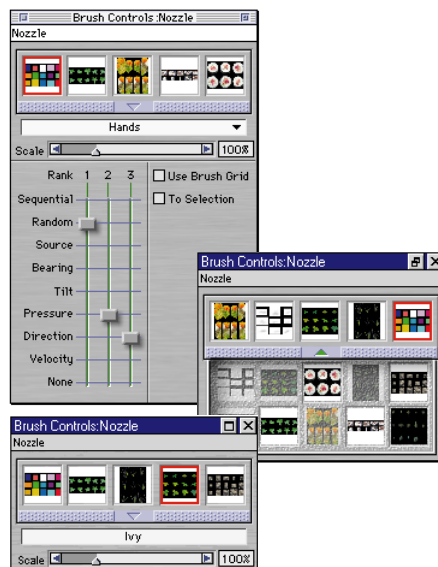 Brush Controls :Nozzle
Nozzle
Hands
Scale 100%
Rank 1 2 3
Use Brush Grid
Sequential
To Selection
Random
Source
Bearing
Tilt
Pressure
Direction
Velocity
None
Brush Controls:Nozzle
Nozzle
Brush Controls:Nozzle
Nozzle
Ivy
Scale 100%